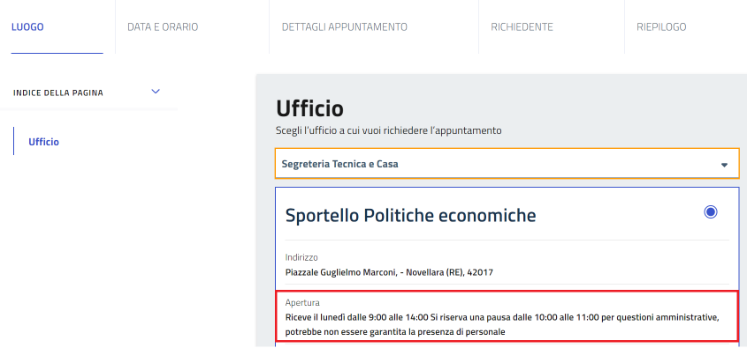 LUOGO
DATA E ORARIO
DETTAGLI APPUNTAMENTO
RICHIEDENTE
RIEPILOGO
INDICE DELLA PAGINA
Ufficio
Ufficio
Scegli l'ufficio a cui vuoi richiedere l'appuntamento
Segreteria Tecnica e Casa
Sportello Politiche economiche
Indirizzo
Piazzale Guglielmo Marconi, - Novellara (RE), 42017
Apertura
Riceve il lunedì dalle 9:00 alle 14:00 Si riserva una pausa dalle 10:00 alle 11:00 per questioni amministrative,
potrebbe non essere garantita la presenza di personale